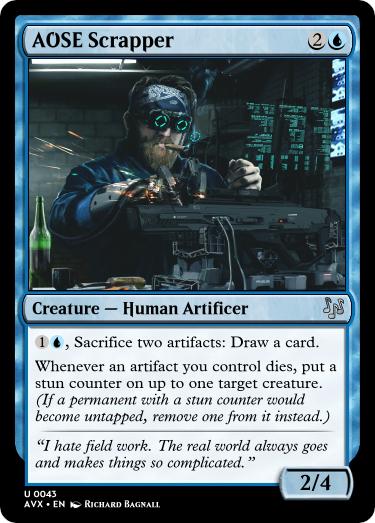 AOSE Scrapper 2
Creature — Human Artificer
1, Sacrifice two artifacts: Draw a card.
Whenever an artifact you control dies, put a
stun counter on up to one target creature.
(If a permanent with a stun counter would
become untapped, remove one from it instead.)
“I hate field work. The real world always goes
and makes things so complicated.”
2/4
U 0043
AVX • EN Richard Bagnall